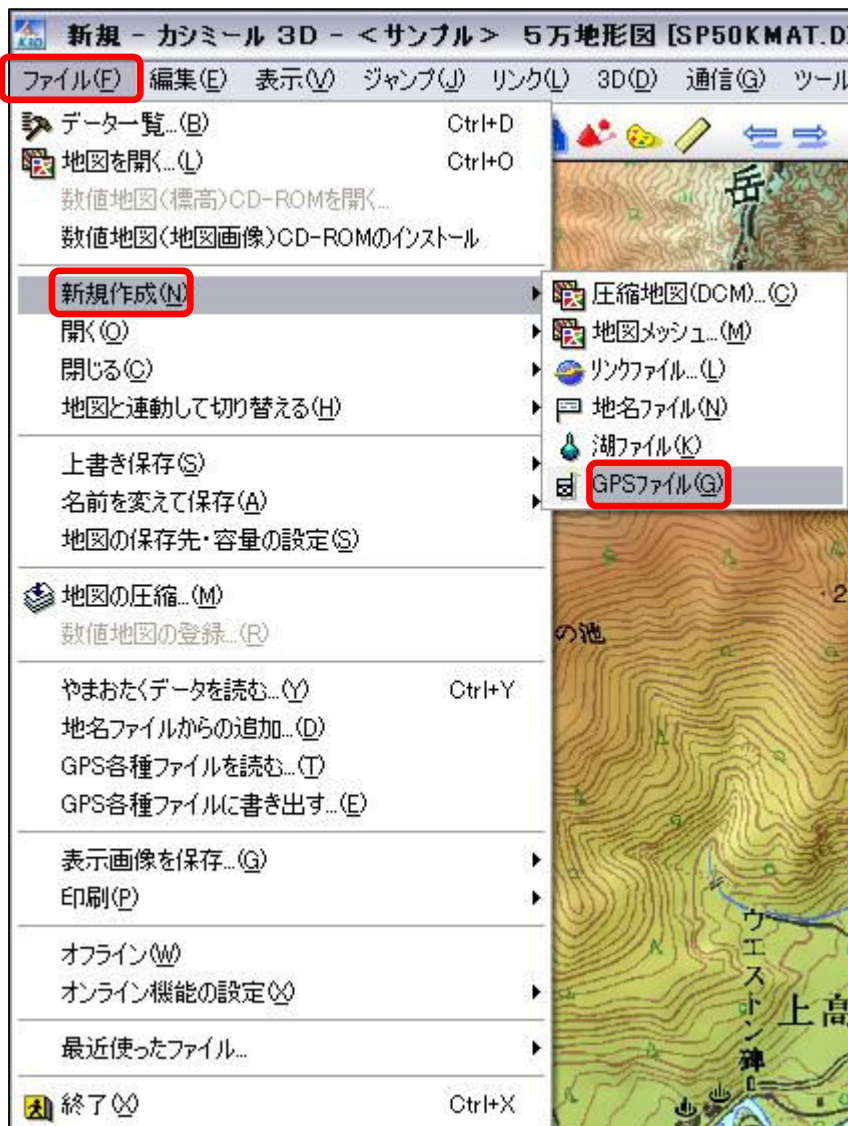 新規 - カシミール 3D - <サンプル> 5万地形図 [SP50KMAT.D
ファイル(F) 編集(E) 表示(V) ジャンプ(J) リンク(L) 3D(D) 通信(G) ツール
データ一覧...(B) Ctrl+D
地図を開く...(L) Ctrl+O
数値地図(標高)CD-ROMを開く...
数値地図(地図画像)CD-ROMのインストール
新規作成(N)
開く(O)
閉じる(C)
地図と連動して切り替える(H)
上書き保存(S)
名前を変えて保存(A)
地図の保存先・容量の設定(S)
地図の圧縮...(M)
数値地図の登録...(R)
やまおたくデータを読む...(Y) Ctrl+Y
地名ファイルからの追加...(D)
GPS各種ファイルを読む...(T)
GPS各種ファイルに書き出す...(E)
表示画像を保存...(G)
印刷(P)
オフライン(W)
オンライン機能の設定(X)
最近使ったファイル...
終了(X) Ctrl+X
圧縮地図(DCM)...(C)
地図メッシュ...(M)
リンクファイル...(L)
地名ファイル(N)
湖ファイル(K)
GPSファイル(G)
岳
・2
の池
ウエストン碑
上高